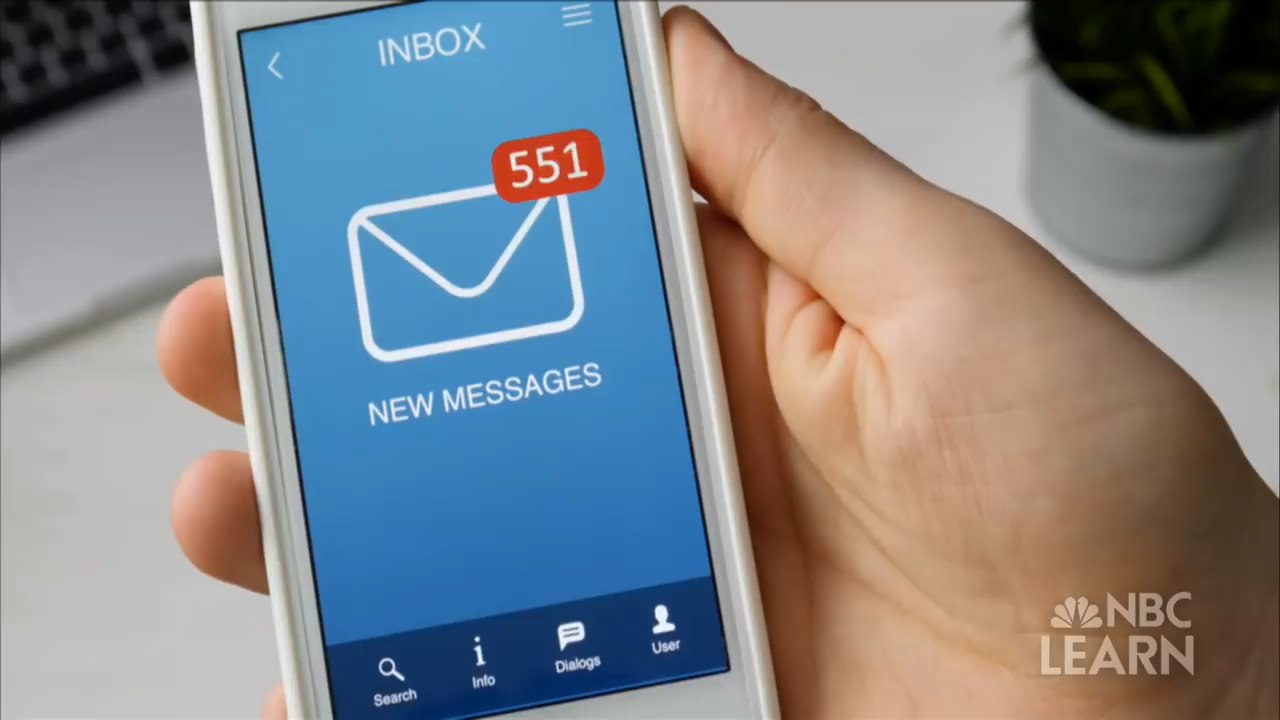 INBOX
551
NEW MESSAGES
Search
Info
Dialogs
User
NBC
LEARN